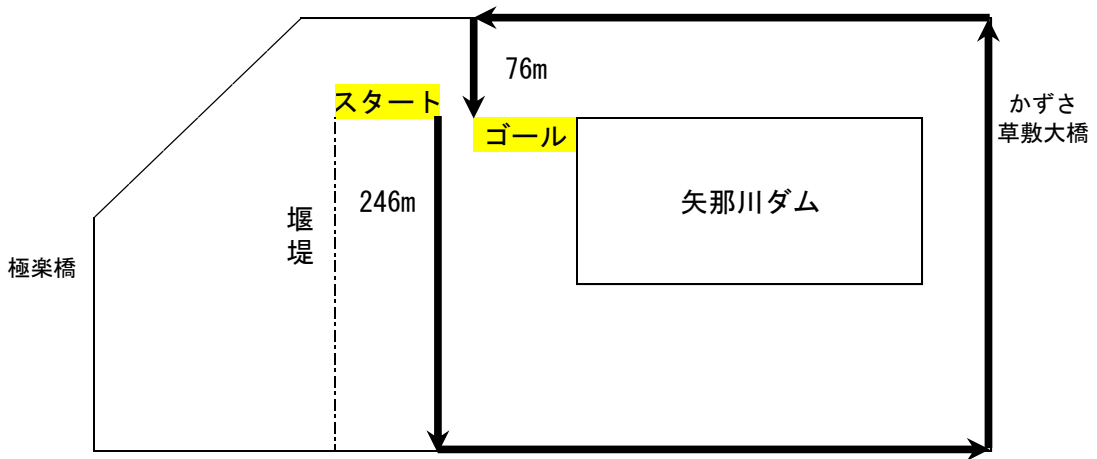 76m
スタート
ゴール
かずさ
草敷大橋
246m
矢那川ダム
堰堤
極楽橋